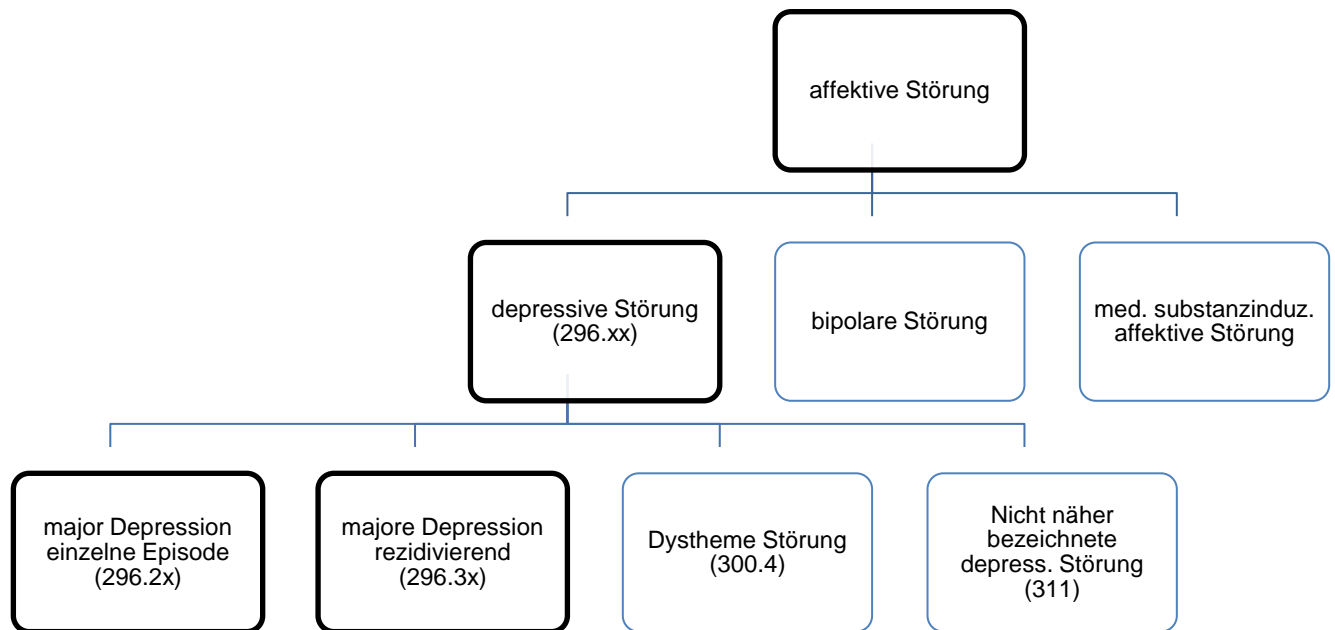 affektive Störung
depressive Störung
(296.xx)
bipolare Störung
med. substanzinduz.
affektive Störung
major Depression
einzelne Episode
(296.2x)
majore Depression
rezidivierend
(296.3x)
Dystheme Störung
(300.4)
Nicht näher
bezeichnete
depress. Störung
(311)